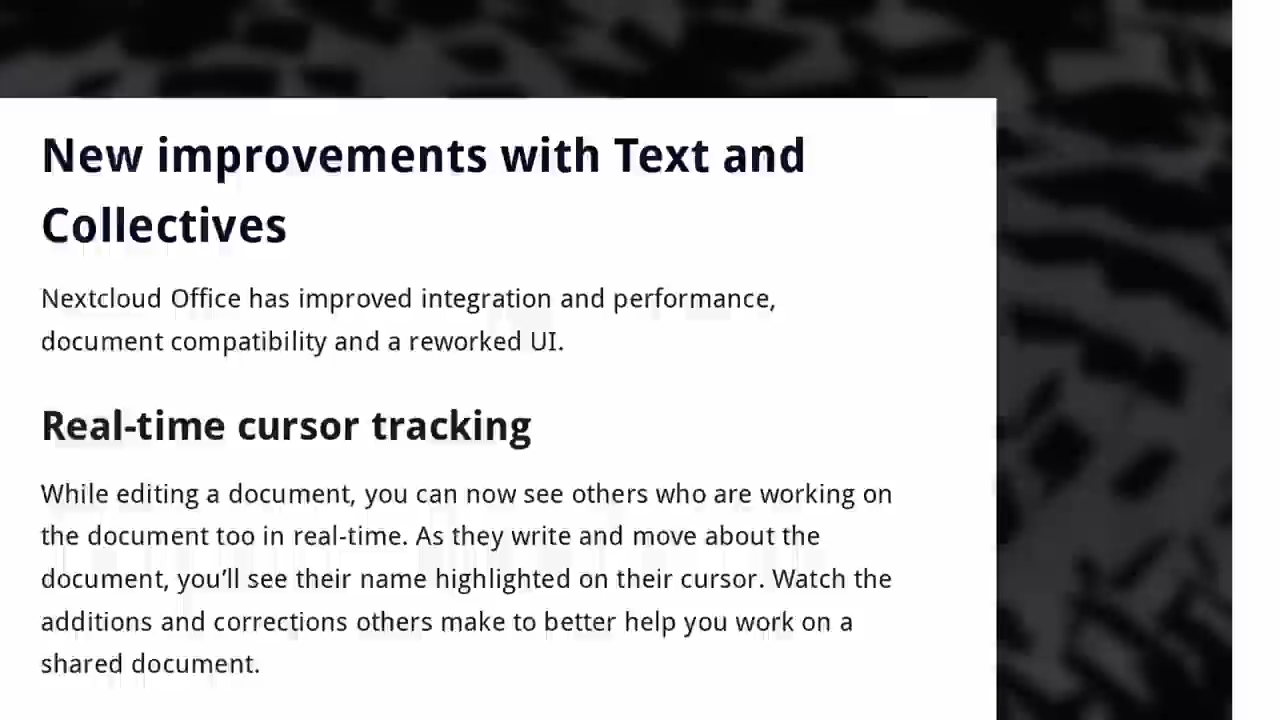 New improvements with Text and
Collectives
Nextcloud Office has improved integration and performance,
document compatibility and a reworked UI.
Real-time cursor tracking
While editing a document, you can now see others who are working on
the document too in real-time. As they write and move about the
document, you’ll see their name highlighted on their cursor. Watch the
additions and corrections others make to better help you work on a
shared document.